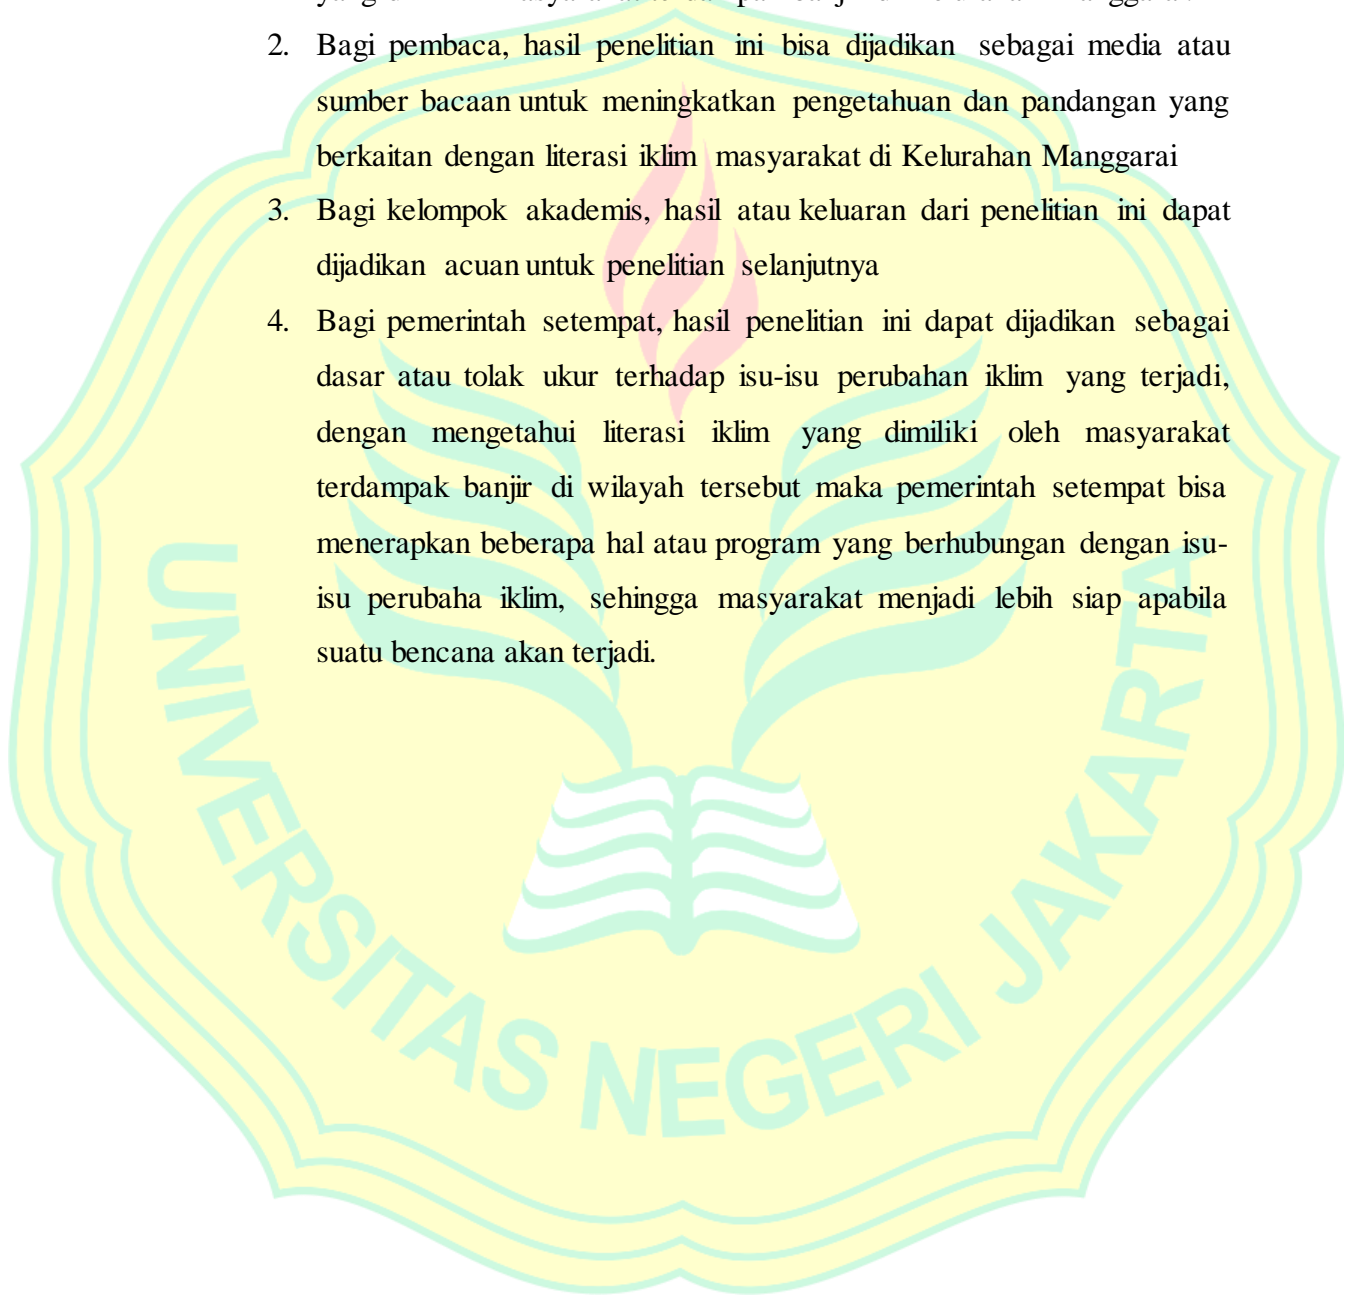 2. Bagi pembaca, hasil penelitian ini bisa dijadikan sebagai media atau
sumber bacaan untuk meningkatkan pengetahuan dan pandangan yang
berkaitan dengan literasi iklim masyarakat di Kelurahan Manggarai
3. Bagi kelompok akademis, hasil atau keluaran dari penelitian ini dapat
dijadikan acuan untuk penelitian selanjutnya
4. Bagi pemerintah setempat, hasil penelitian ini dapat dijadikan sebagai
dasar atau tolak ukur terhadap isu-isu perubahan iklim yang terjadi,
dengan mengetahui literasi iklim yang dimiliki oleh masyarakat
terdampak banjir di wilayah tersebut maka pemerintah setempat bisa
menerapkan beberapa hal atau program yang berhubungan dengan isu-
isu perubaha iklim, sehingga masyarakat menjadi lebih siap apabila
suatu bencana akan terjadi.
UNIVERSITAS NEGERI JAKARTA